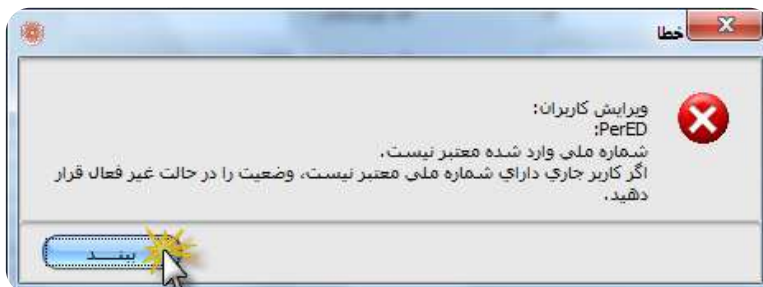 خطا
ویرایش کاربران:
PerED:
شماره ملی وارد شده معتبر نیست.
اگر کاربر جاري داراي شماره ملی معتبر نیست، وضعیت را در حالت غیر فعال قرار
دهید.
ببنـــد